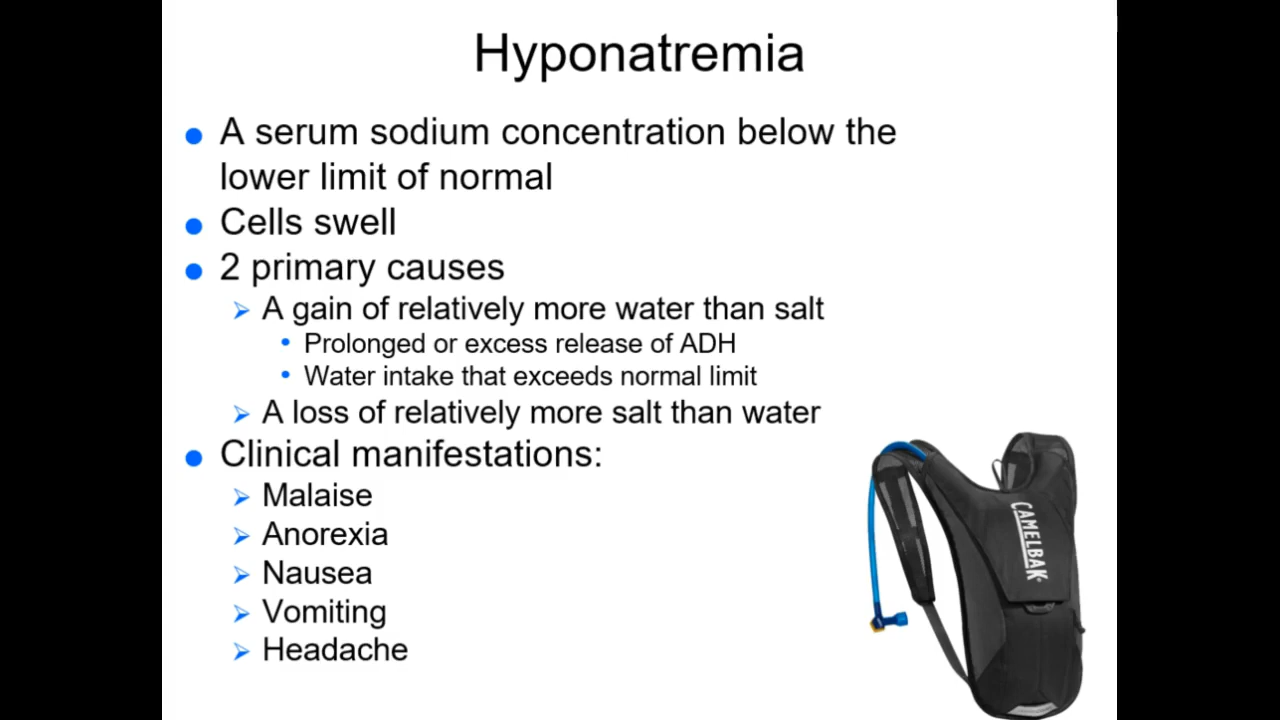 Hyponatremia
● A serum sodium concentration below the
lower limit of normal
● Cells swell
● 2 primary causes
➢ A gain of relatively more water than salt
• Prolonged or excess release of ADH
• Water intake that exceeds normal limit
➢ A loss of relatively more salt than water
● Clinical manifestations:
➢ Malaise
➢ Anorexia
➢ Nausea
➢ Vomiting
➢ Headache
CAMELBAK